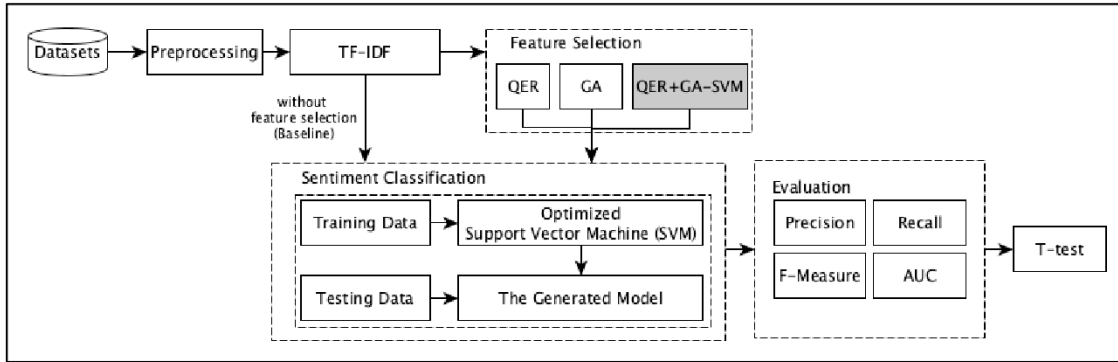 Datasets
Preprocessing
TF-IDF
Feature Selection
QER
GA
QER+GA-SVM
without
feature selection
(Baseline)
Sentiment Classification
Training Data
Optimized
Support Vector Machine (SVM)
Testing Data
The Generated Model
Evaluation
Precision
Recall
F-Measure
AUC
T-test